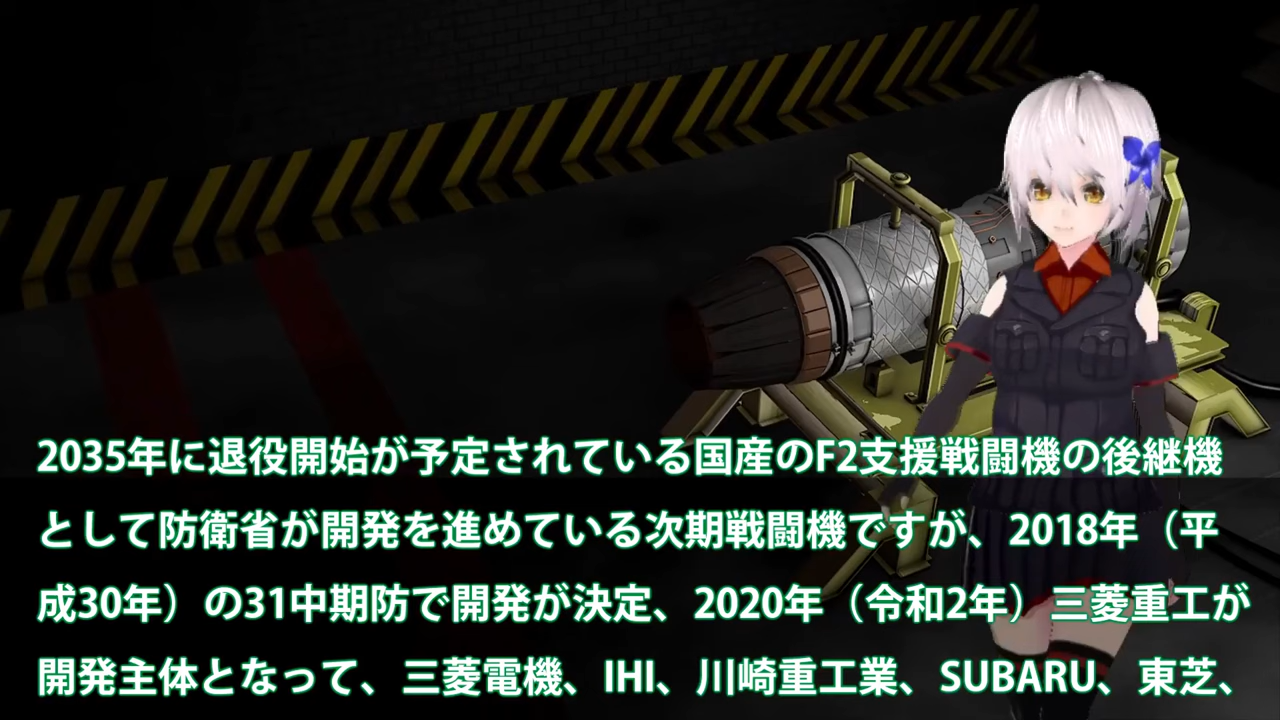 2035年に退役開始が予定されている国産のF2支援戦闘機の後継機
として防衛省が開発を進めている次期戦闘機ですが、2018年（平
成30年）の31中期防で開発が決定、2020年（令和2年）三菱重工が
開発主体となって、三菱電機、IHI、川崎重工業、SUBARU、東芝、